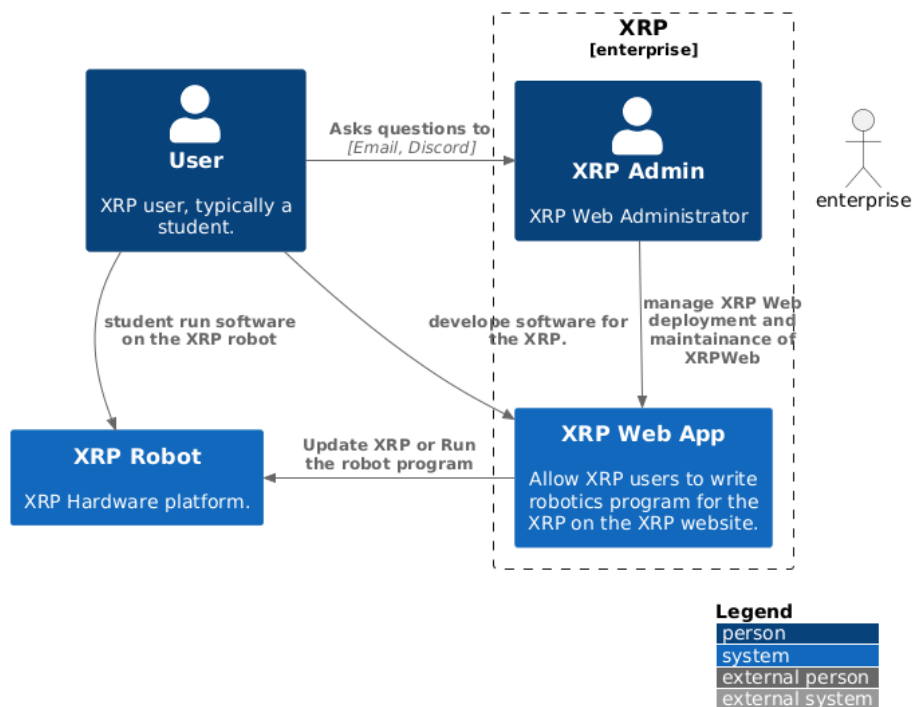 XRP
[enterprise]
User
XRP user, typically a
student.
Asks questions to
[Email, Discord]
XRP Admin
XRP Web Administrator
enterprise
student run software
on the XRP robot
develope software for
the XRP.
manage XRP Web
deployment and
maintainance of
XRPWeb
XRP Robot
XRP Hardware platform.
Update XRP or Run
the robot program
XRP Web App
Allow XRP users to write
robotics program for the
XRP on the XRP website.
Legend
person
system
external person
external system